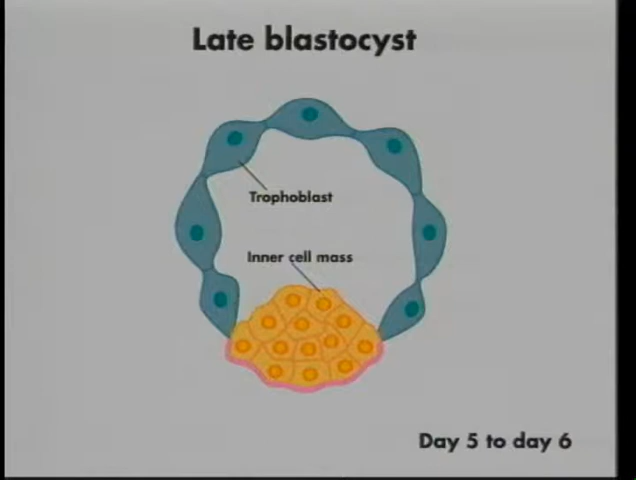 Late blastocyst
Trophoblast
Inner cell mass
Day 5 to day 6